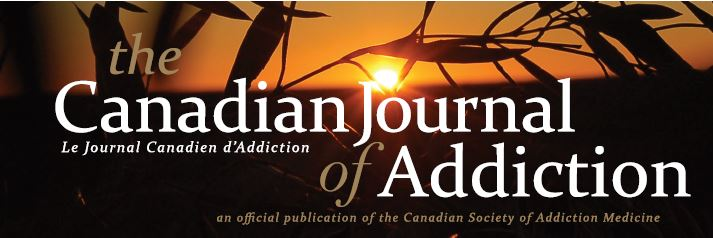 the
Canadian Journal
Le Journal Canadien d'Addiction
of Addiction
an official publication of the Canadian Society of Addiction Medicine